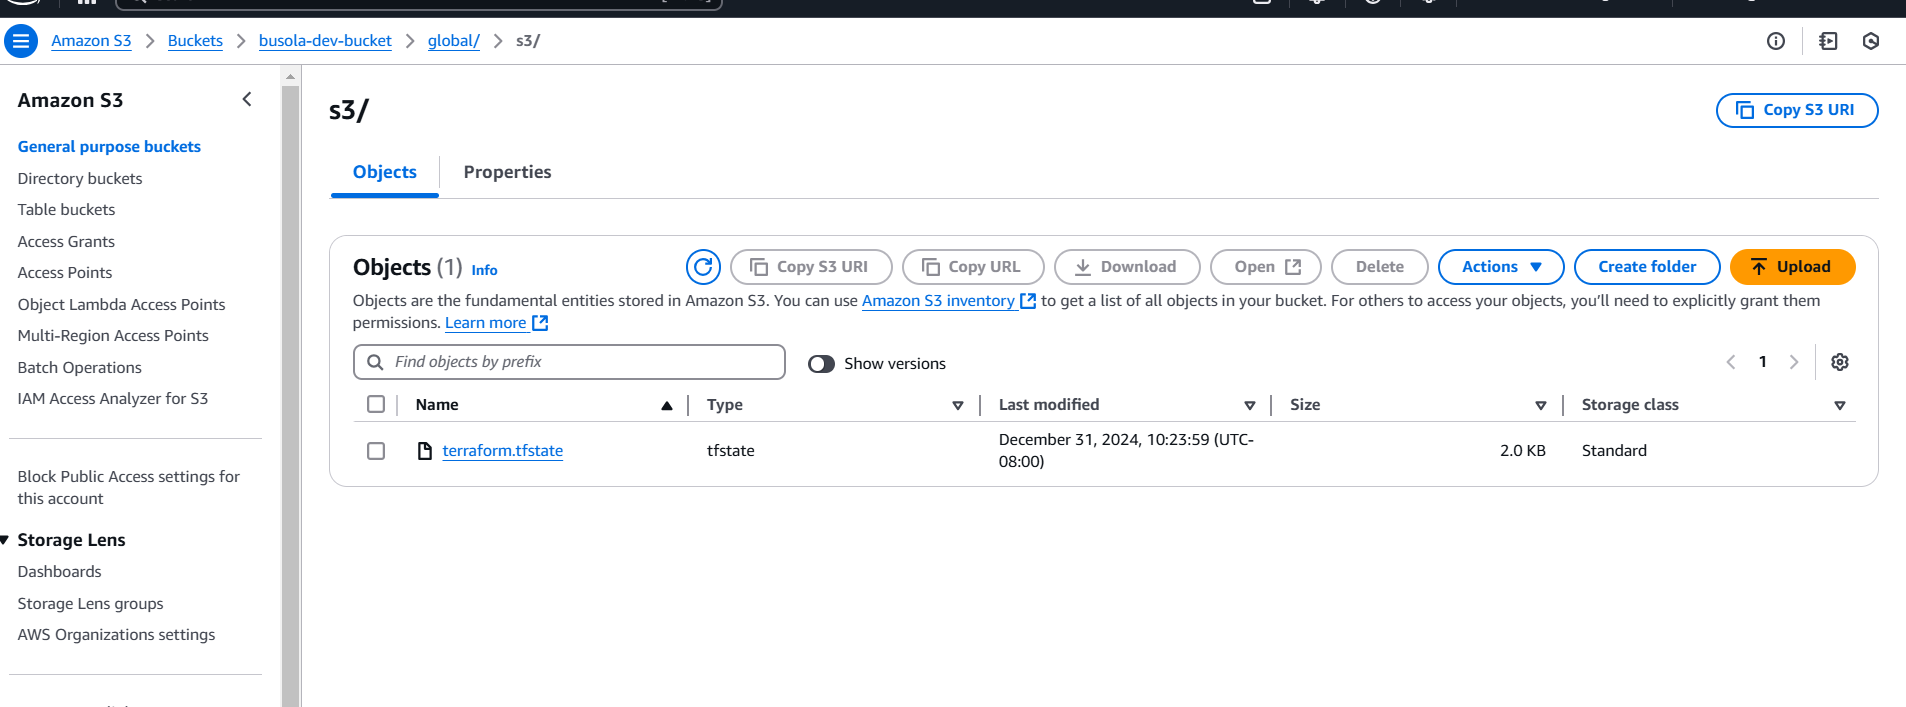 Amazon S3
Buckets
busola-dev-bucket
global/
s3/
Amazon S3
General purpose buckets
Directory buckets
Table buckets
Access Grants
Access Points
Object Lambda Access Points
Multi-Region Access Points
Batch Operations
IAM Access Analyzer for S3
Block Public Access settings for
this account
Storage Lens
Dashboards
Storage Lens groups
AWS Organizations settings
s3/
Copy S3 URI
Objects
Properties
Objects (1) Info
Copy S3 URI
Copy URL
Download
Open
Delete
Actions
Create folder
Upload
Objects are the fundamental entities stored in Amazon S3. You can use Amazon S3 inventory to get a list of all objects in your bucket. For others to access your objects, you'll need to explicitly grant them
permissions. Learn more
Find objects by prefix
Show versions
1
Name
Type
Last modified
Size
Storage class
terraform.tfstate
tfstate
December 31, 2024, 10:23:59 (UTC-
08:00)
2.0 KB
Standard